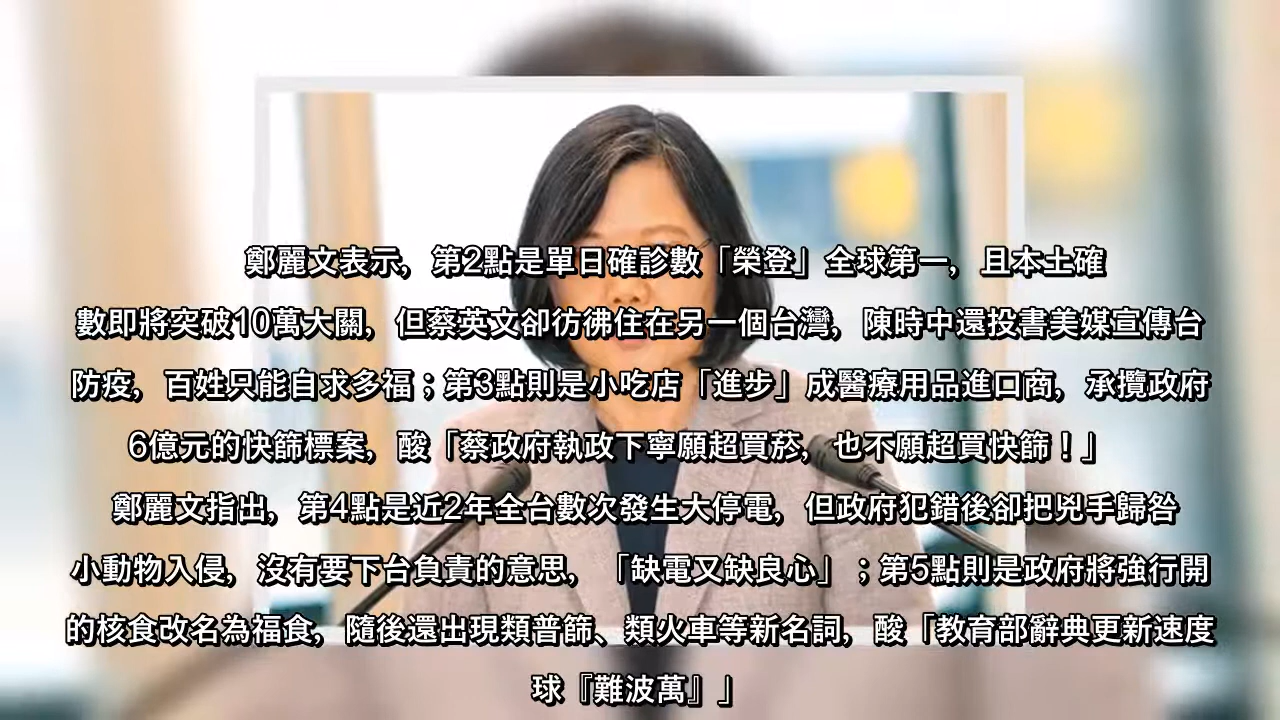 鄭麗文表示，第2點是單日確診數「榮登」全球第一，且本土確
數即將突破10萬大關，但蔡英文卻彷彿住在另一個台灣，陳時中還投書美媒宣傳台
防疫，百姓只能自求多福；第3點則是小吃店「進步」成醫療用品進口商，承攬政府
6億元的快篩標案，酸「蔡政府執政下寧願超買菸，也不願超買快篩！」
鄭麗文指出，第4點是近2年全台數次發生大停電，但政府犯錯後卻把兇手歸咎
小動物入侵，沒有要下台負責的意思，「缺電又缺良心」；第5點則是政府將強行開
的核食改名為福食，隨後還出現類普篩、類火車等新名詞，酸「教育部辭典更新速度
球『難波萬』」